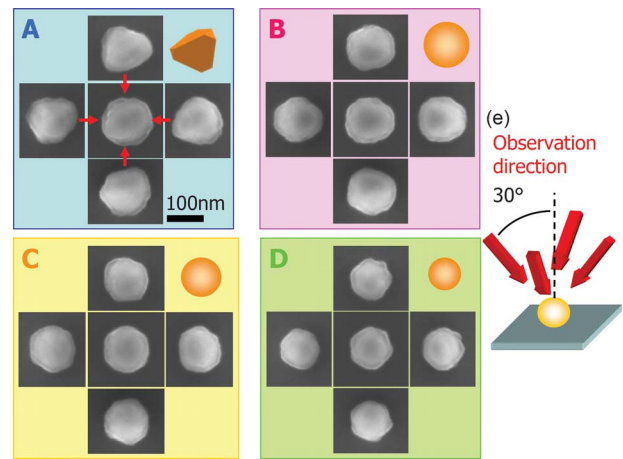 A
B
100nm
(e)
Observation
direction
30°
C
D